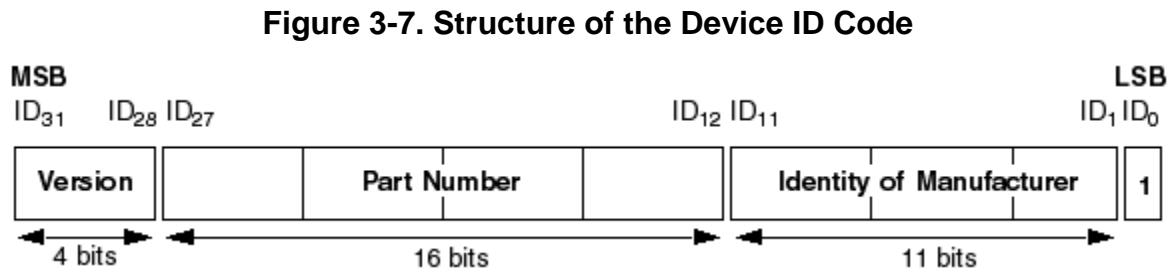 Figure 3-7. Structure of the Device ID Code
MSB LSB
ID31 ID28 ID27 ID12 ID11 ID1 ID0
Version Part Number Identity of Manufacturer 1
4 bits 16 bits 11 bits